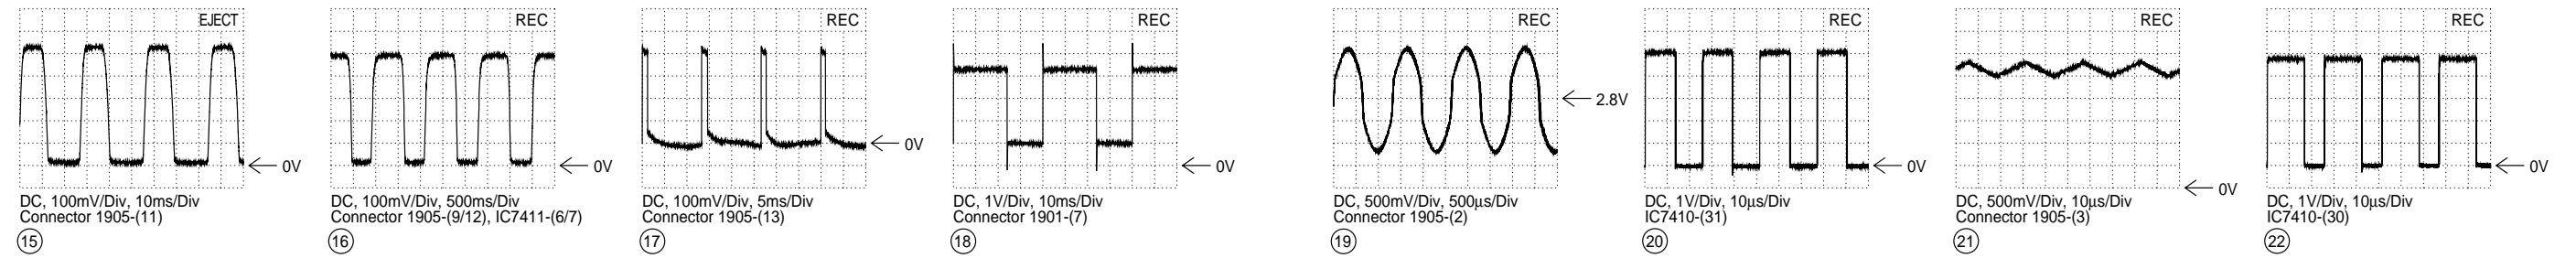 EJECT
0V
DC, 100mV/Div, 10ms/Div
Connector 1905-(11)
15
REC
0V
DC, 100mV/Div, 500ms/Div
Connector 1905-(9/12), IC7411-(6/7)
16
REC
0V
DC, 100mV/Div, 5ms/Div
Connector 1905-(13)
17
REC
0V
DC, 1V/Div, 10ms/Div
Connector 1901-(7)
18
REC
2.8V
DC, 500mV/Div, 500µs/Div
Connector 1905-(2)
19
REC
0V
DC, 1V/Div, 10µs/Div
IC7410-(31)
20
REC
0V
DC, 500mV/Div, 10µs/Div
Connector 1905-(3)
21
REC
0V
DC, 1V/Div, 10µs/Div
IC7410-(30)
22